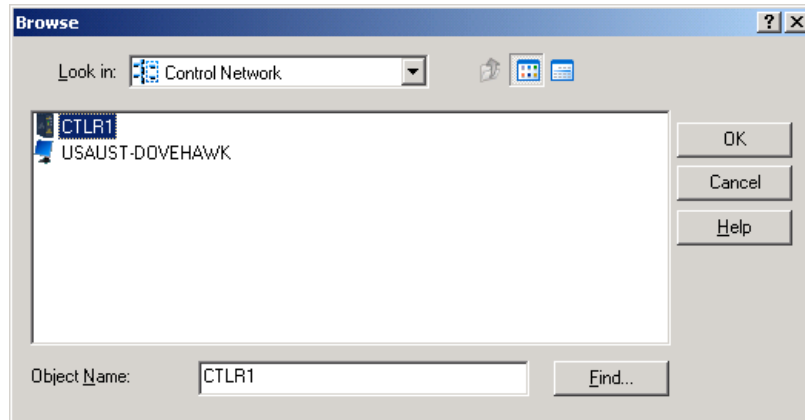 Browse
Look in: Control Network
CTLR1
USAUST-DOVEHAWK
OK
Cancel
Help
Object Name: CTLR1 Find...